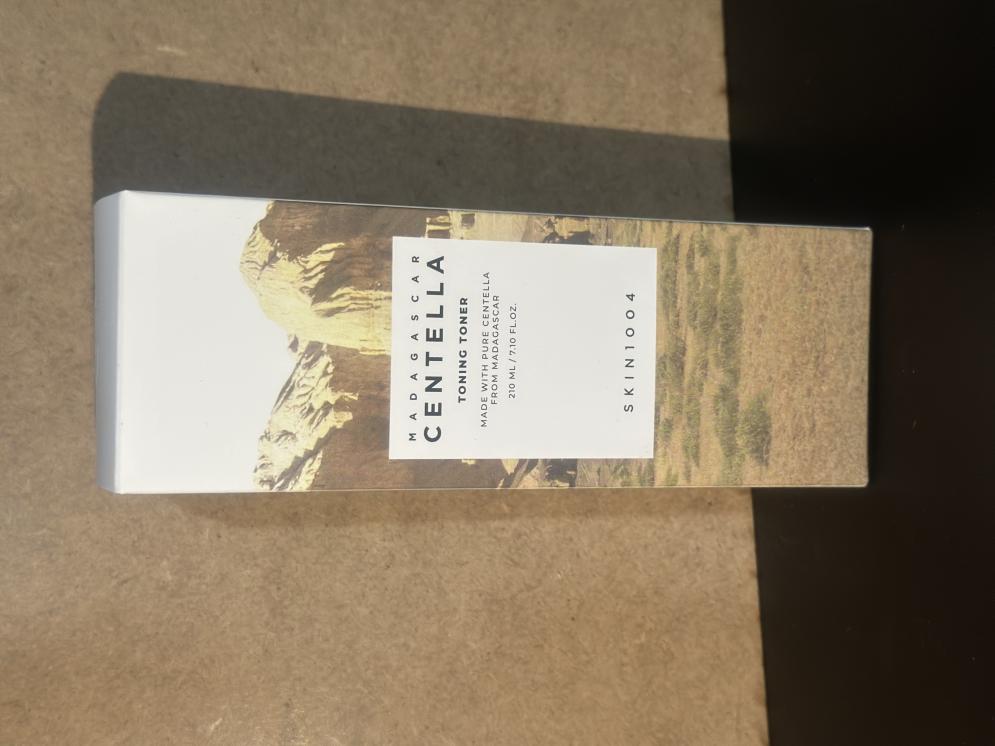 MADAGASCAR
CENTELLA
TONING TONER
MADE WITH PURE CENTELLA
FROM MADAGASCAR
210 ML / 7.10 FL.OZ.
SKIN1004